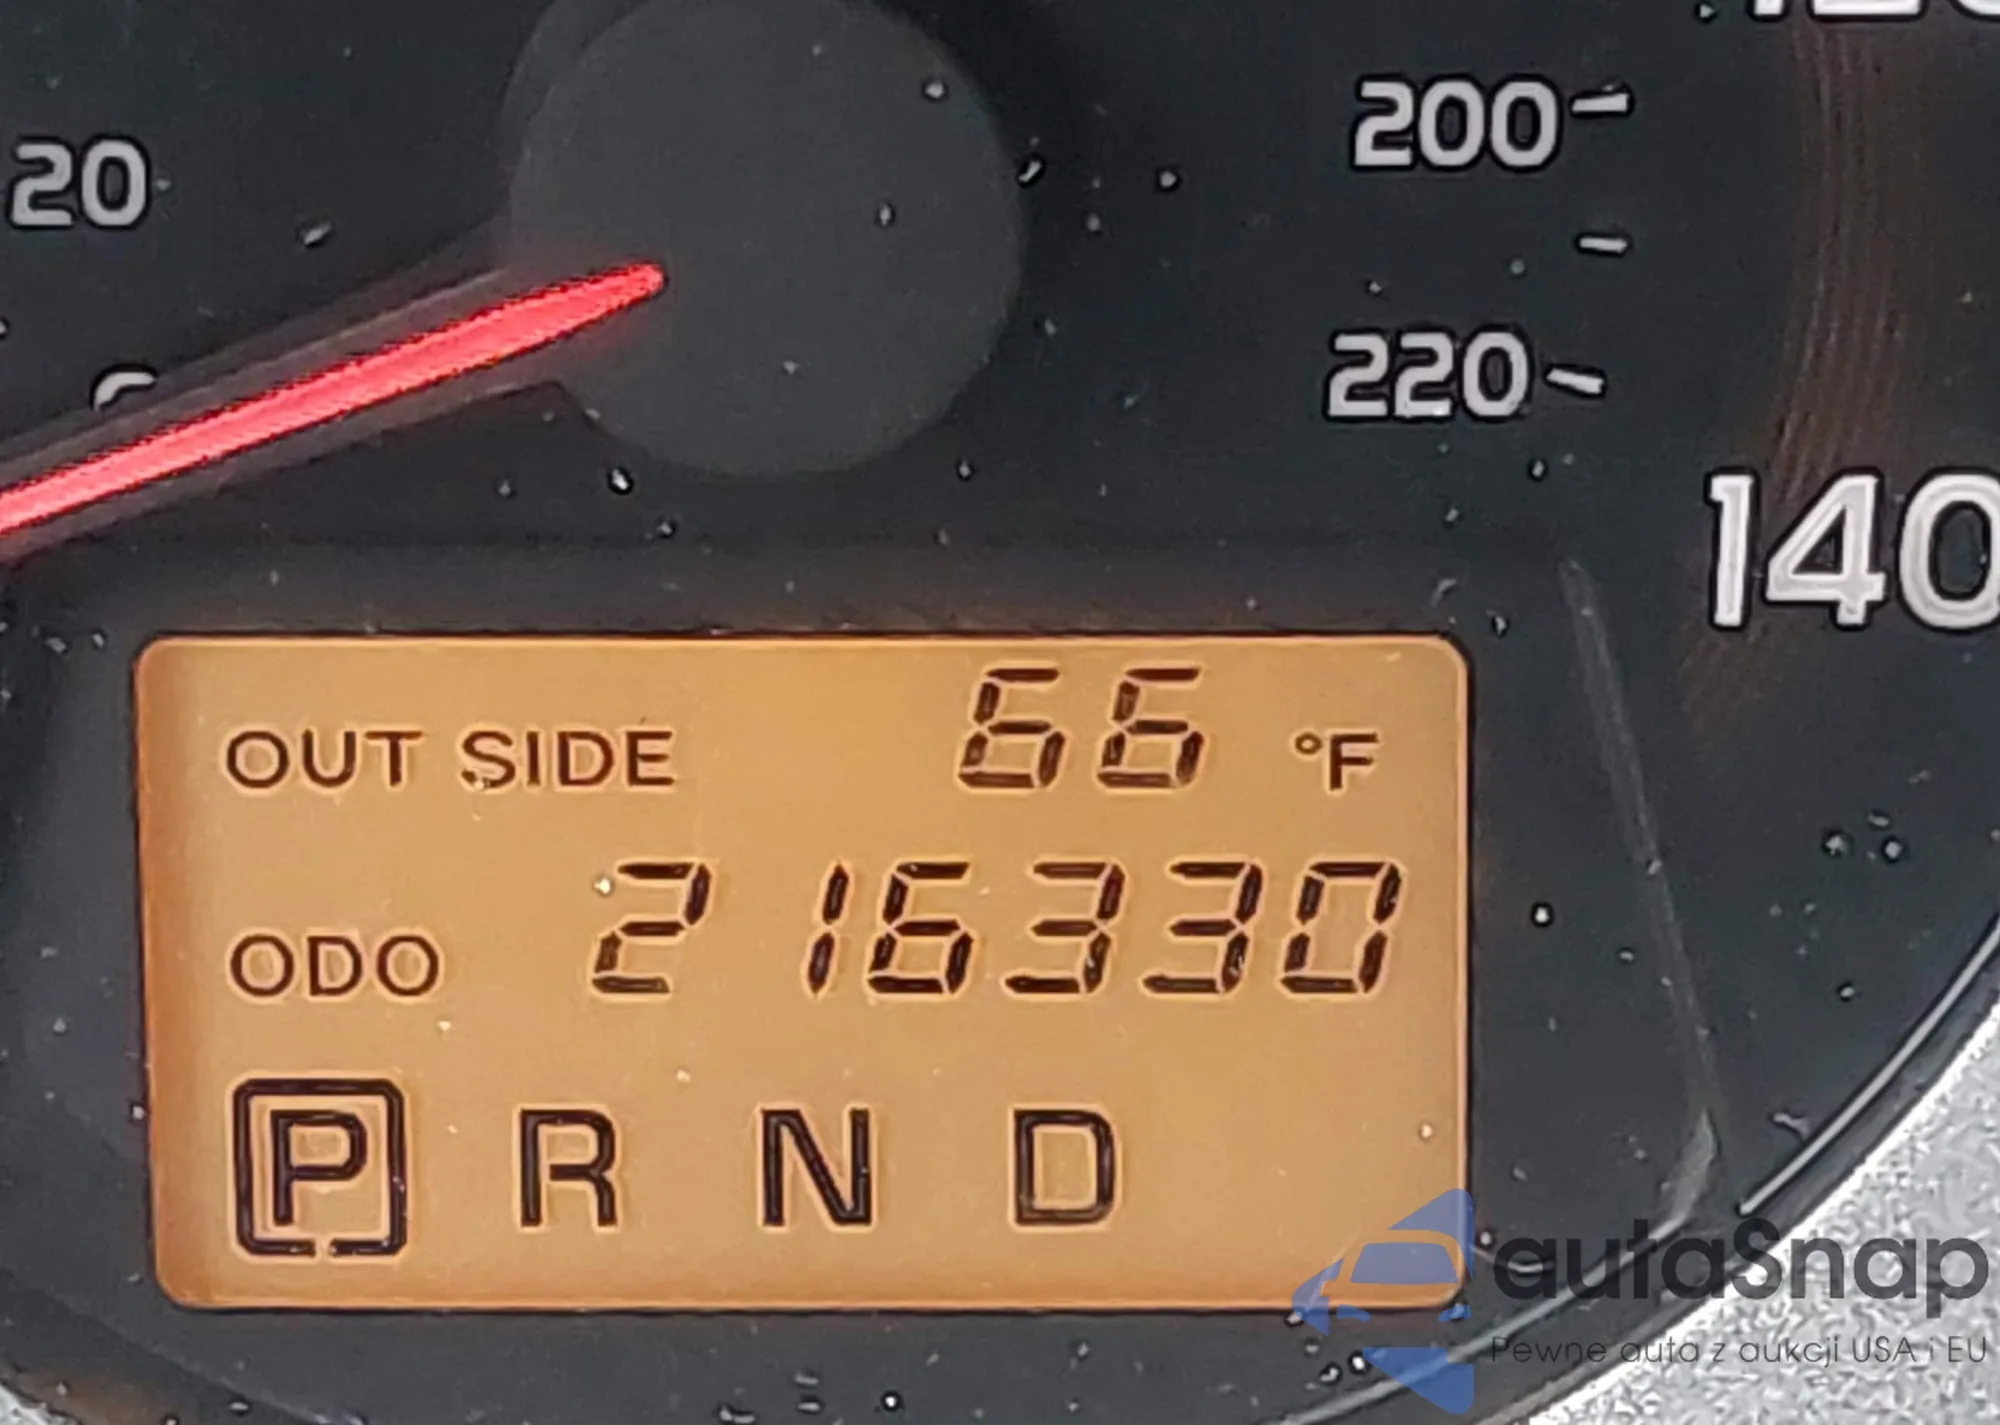 200
20
220
140
OUT SIDE 66 °F
ODO 216330
P R N D
autaSnap
Pewne auta z aukcji USA i EU